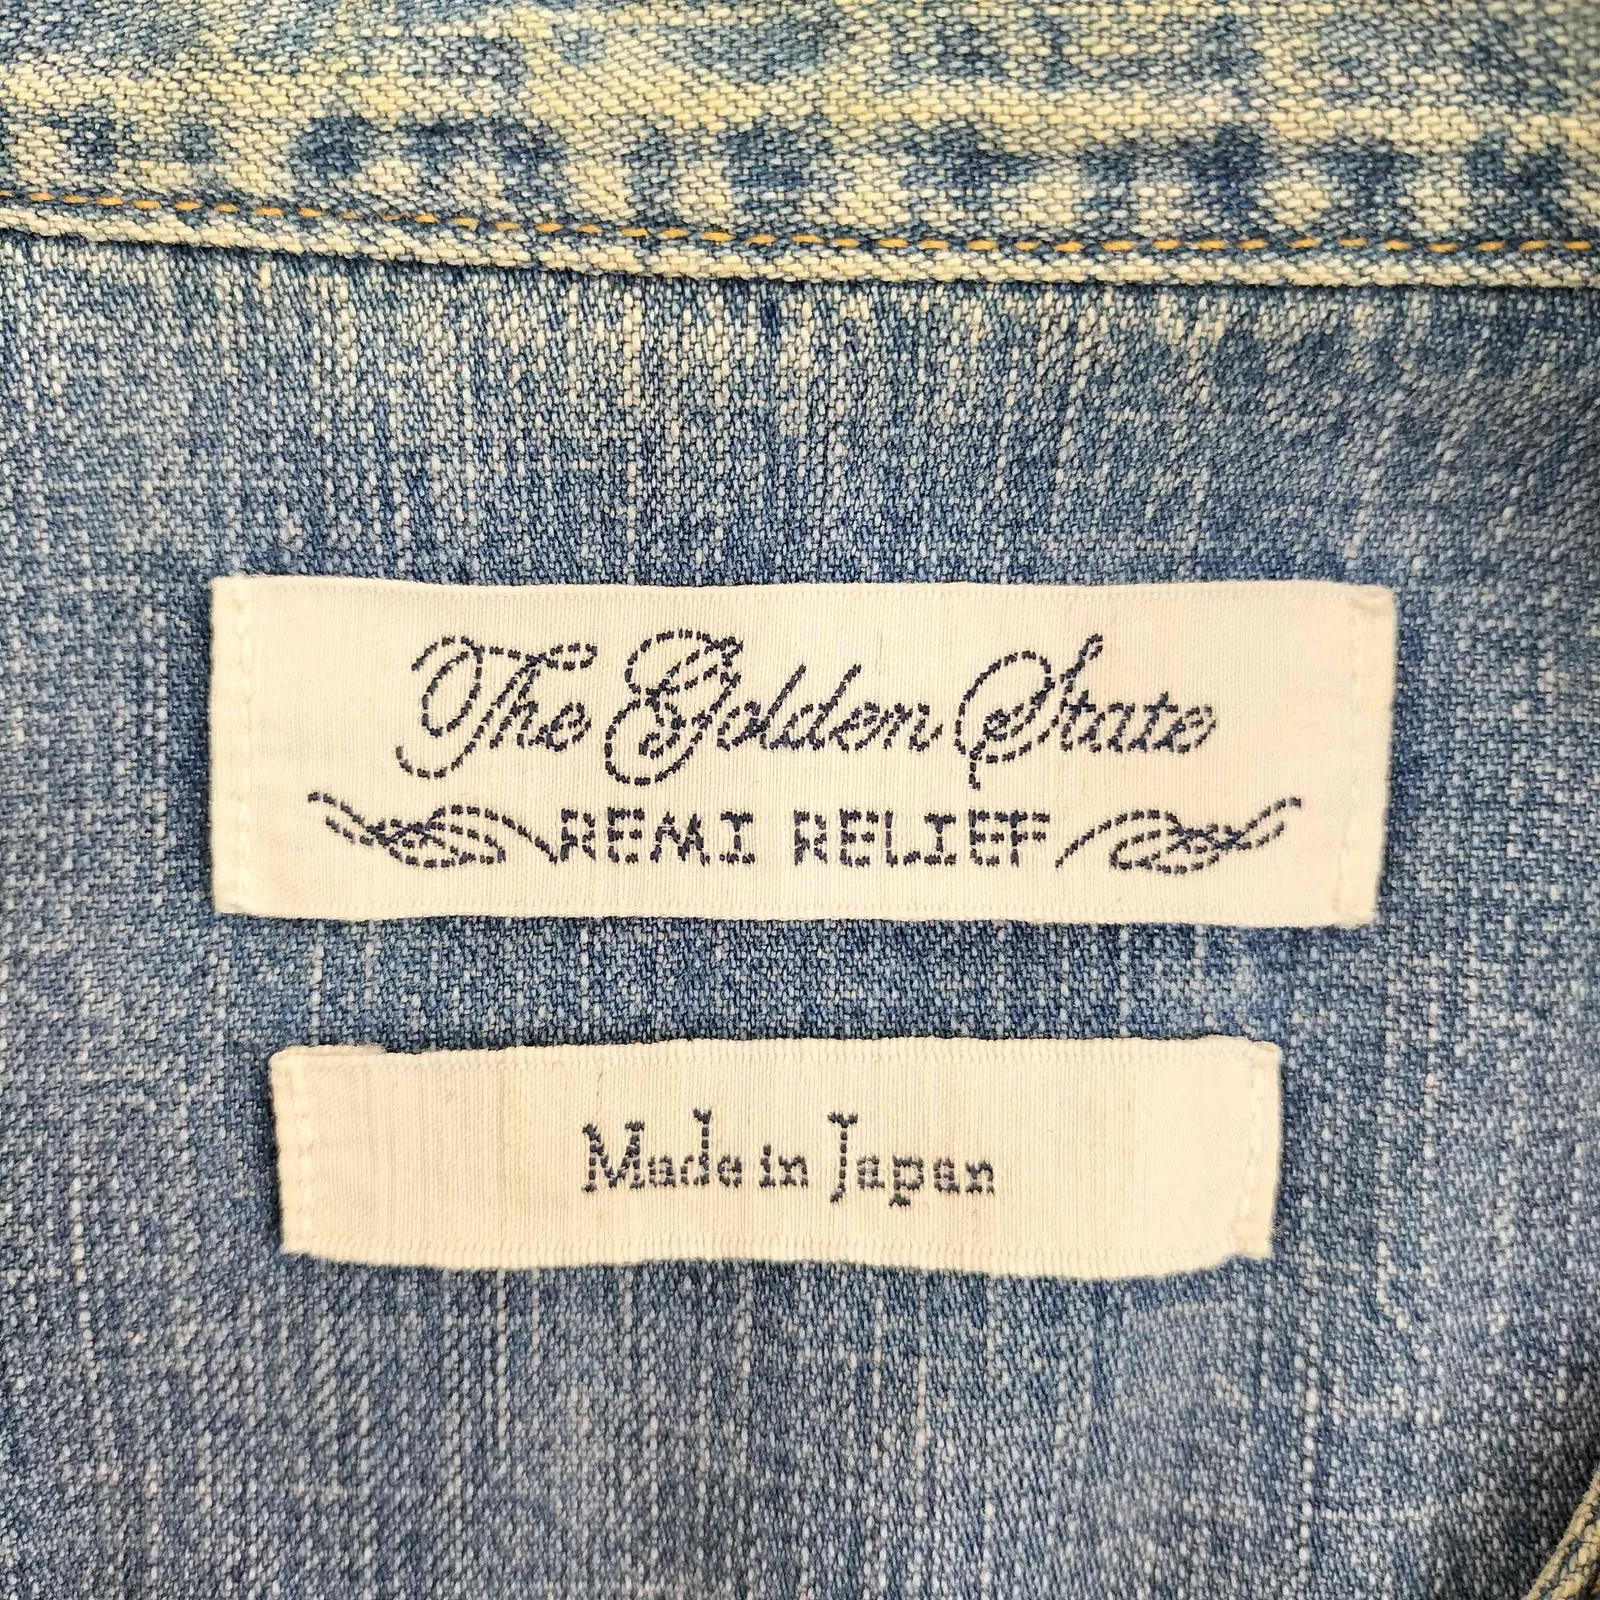 The Golden State
REMI RELIEF
Made in Japan